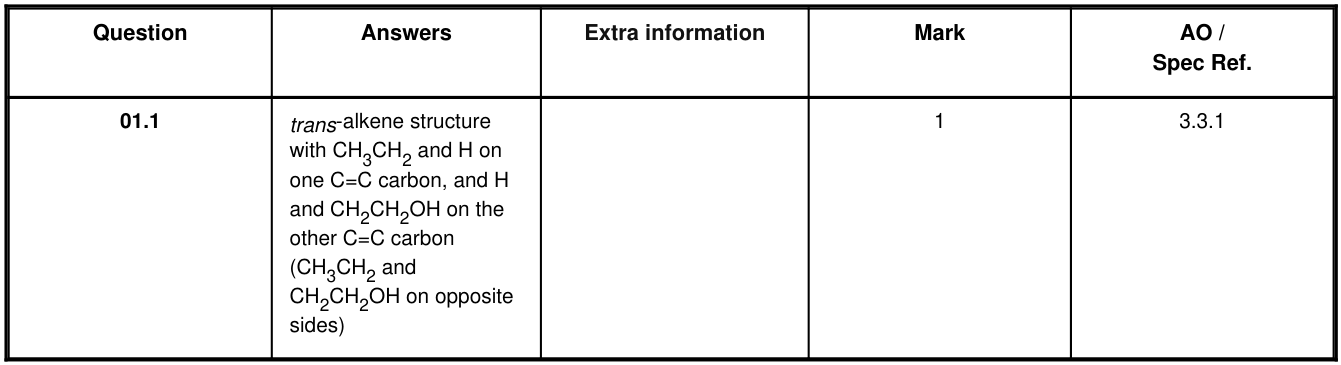 Question Answers Extra information Mark AO /
Spec Ref.
01.1 trans-alkene structure 1 3.3.1
with CH₃CH₂ and H on
one C=C carbon, and H
and CH₂CH₂OH on the
other C=C carbon
(CH₃CH₂ and
CH₂CH₂OH on opposite
sides)